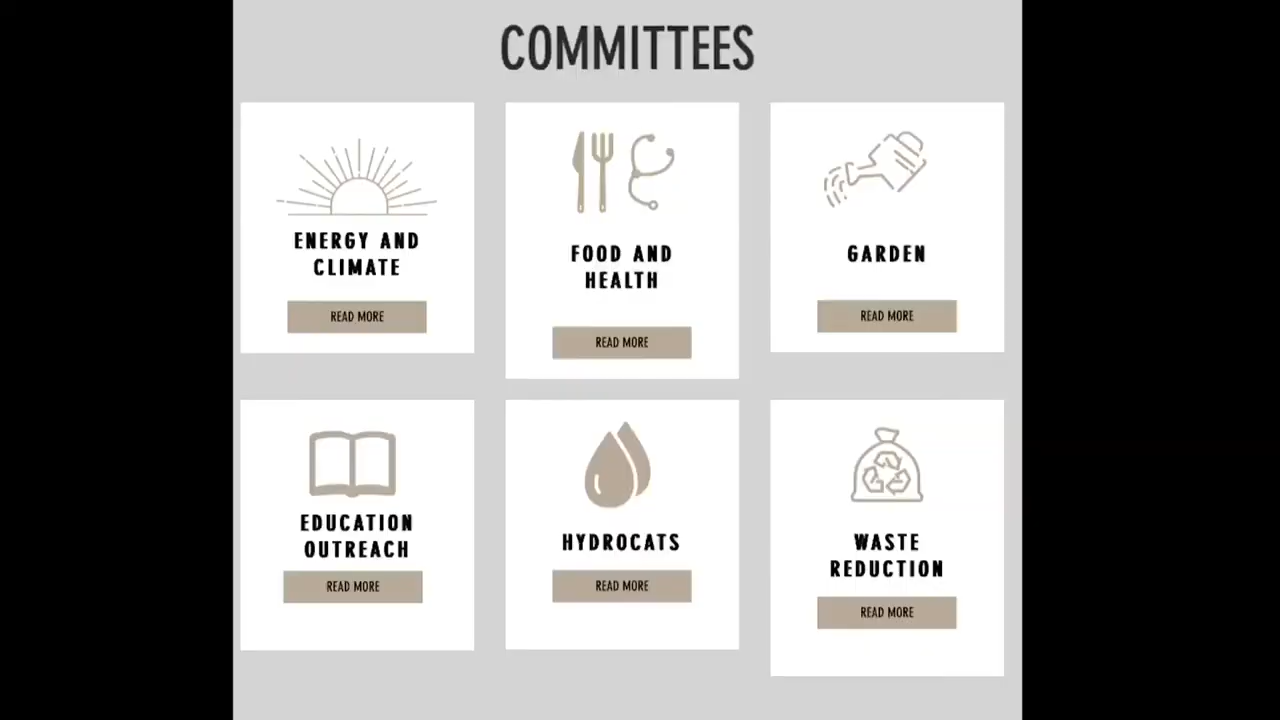 COMMITTEES
ENERGY AND
CLIMATE
READ MORE
FOOD AND
HEALTH
READ MORE
GARDEN
READ MORE
EDUCATION
OUTREACH
READ MORE
HYDROCATS
READ MORE
WASTE
REDUCTION
READ MORE